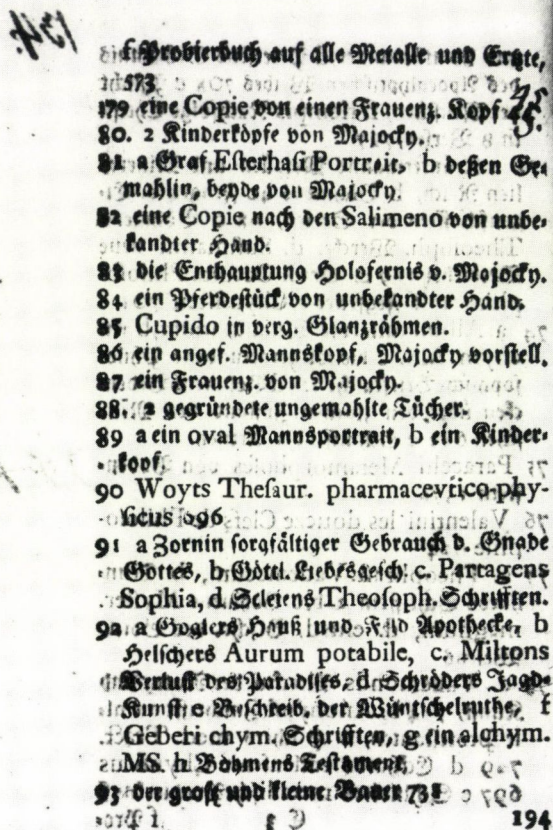 f Probierbuch auf alle Metalle und Ertzte,
573
179 eine Copie von einen Frauenz. Kopf
80. 2 Kinderköpfe von Majocky.
81 a Graf Esterhasi Portreit, b deßen Ge-
mahlin, beyde von Majocky
82 eine Copie nach den Salimeno von unbe-
kandter Hand.
83 die Enthauptung Holofernis v. Majocky.
84 ein Pferdestück von unbekandter Hand,
85 Cupido in verg. Glanzrähmen.
86 ein angef. Mannskopf, Majocky vorstell.
87 ein Frauenz. von Majocky.
88. 2 gegründete ungemahlte Tücher.
89 a ein oval Mannsportrait, b ein Kinder-
kopf.
90 Woyts Thesaur. pharmacevtico-phy-
sicus 696
91 a Zornin sorgfältiger Gebrauch d. Gnade
Gottes, b Göttl. Liebesgesch. c. Partagens
Sophia, d. Theosoph. Schrifften.
92 a Goglers Hauß und Feld Apothecke, b
Helschers Aurum potabile, c. Miltons
Verlust des Paradises, d Schröders Jagd-
Kunst e Beschreib. der Wüntschelruthe, f
Geberi chym. Schrifften, g ein alchym.
MS. h Böhmens Testament,
93 der große und kleine Bauer 731
194